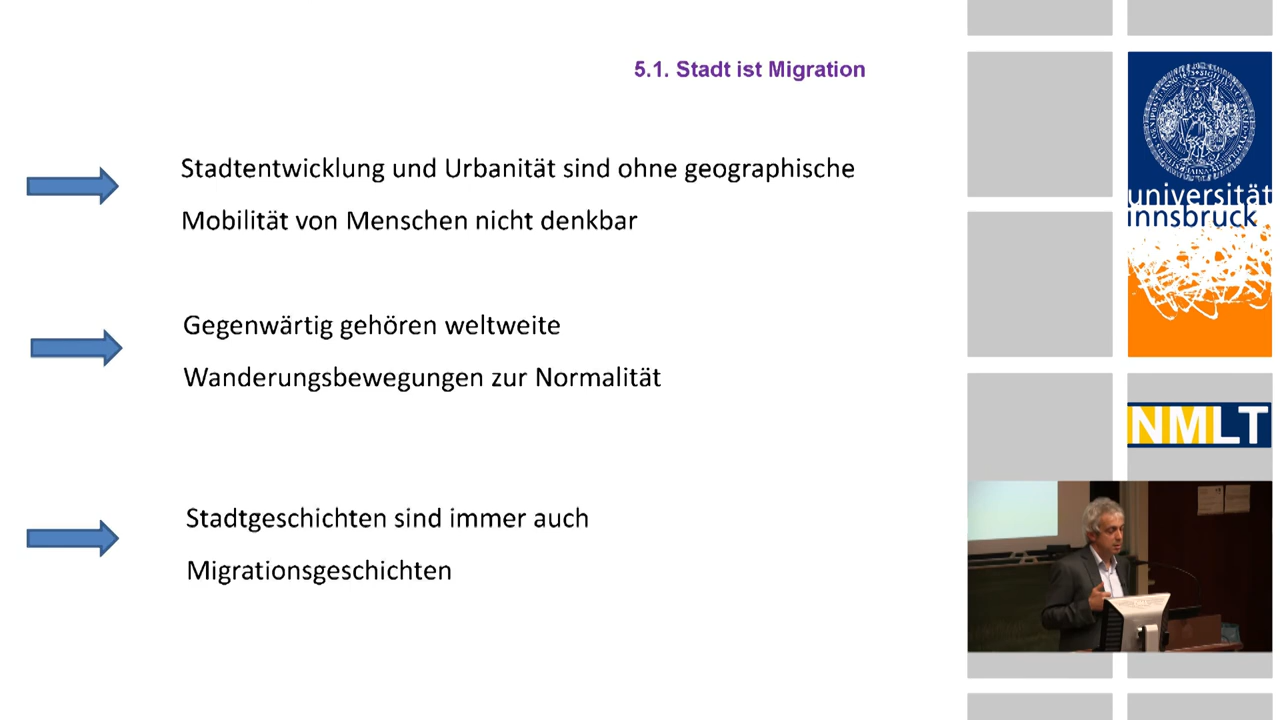 5.1. Stadt ist Migration
Stadtentwicklung und Urbanität sind ohne geographische
Mobilität von Menschen nicht denkbar
Gegenwärtig gehören weltweite
Wanderungsbewegungen zur Normalität
Stadtgeschichten sind immer auch
Migrationsgeschichten
universität
innsbruck
NMLT